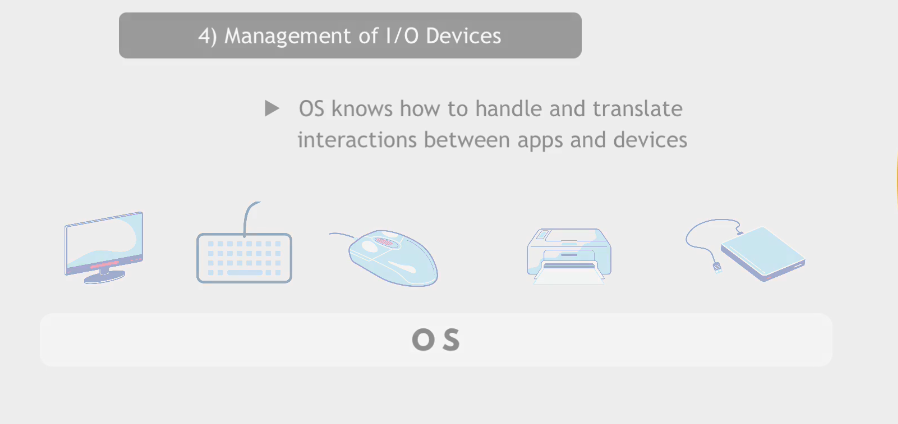 4) Management of I/O Devices
▶ OS knows how to handle and translate
interactions between apps and devices
OS